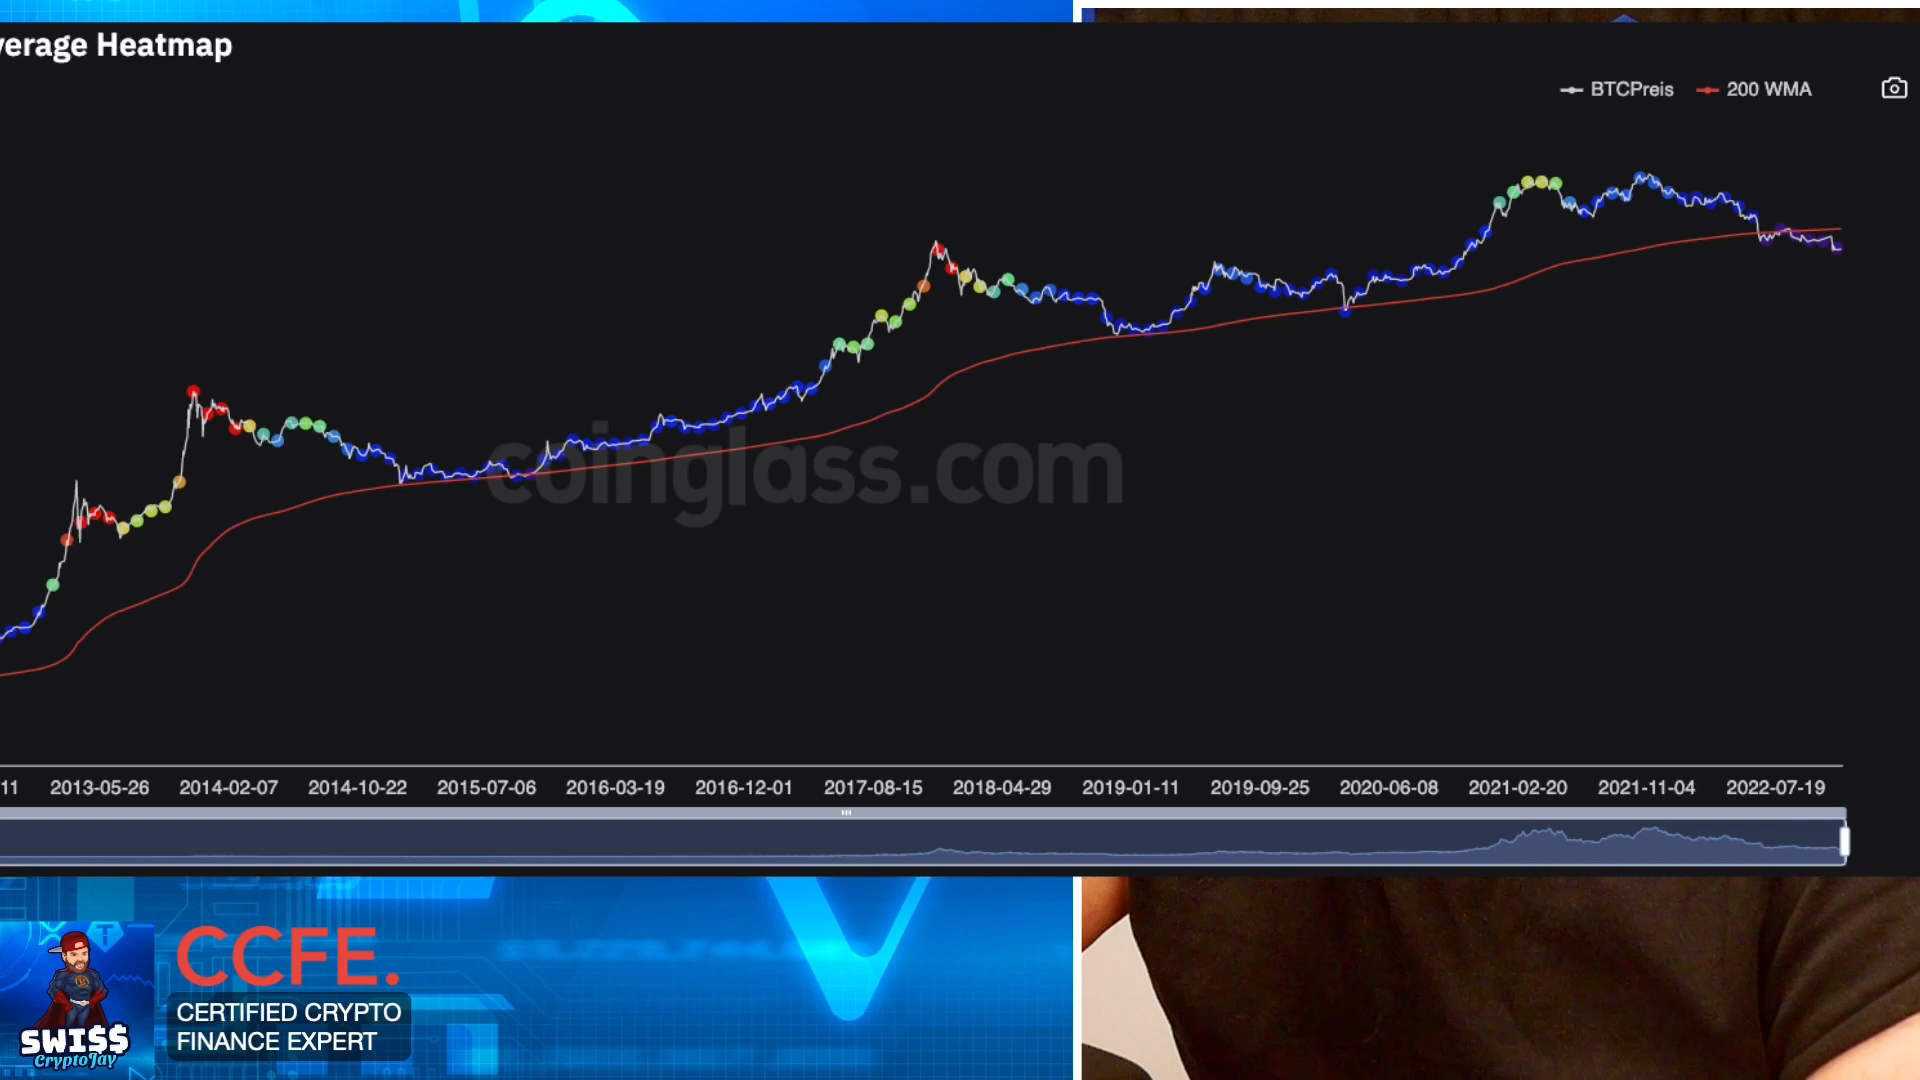 verage Heatmap
BTCPreis 200 WMA
coinglass.com
11 2013-05-26 2014-02-07 2014-10-22 2015-07-06 2016-03-19 2016-12-01 2017-08-15 2018-04-29 2019-01-11 2019-09-25 2020-06-08 2021-02-20 2021-11-04 2022-07-19
CCFE.
CERTIFIED CRYPTO
FINANCE EXPERT
SWI$$
CryptoJay